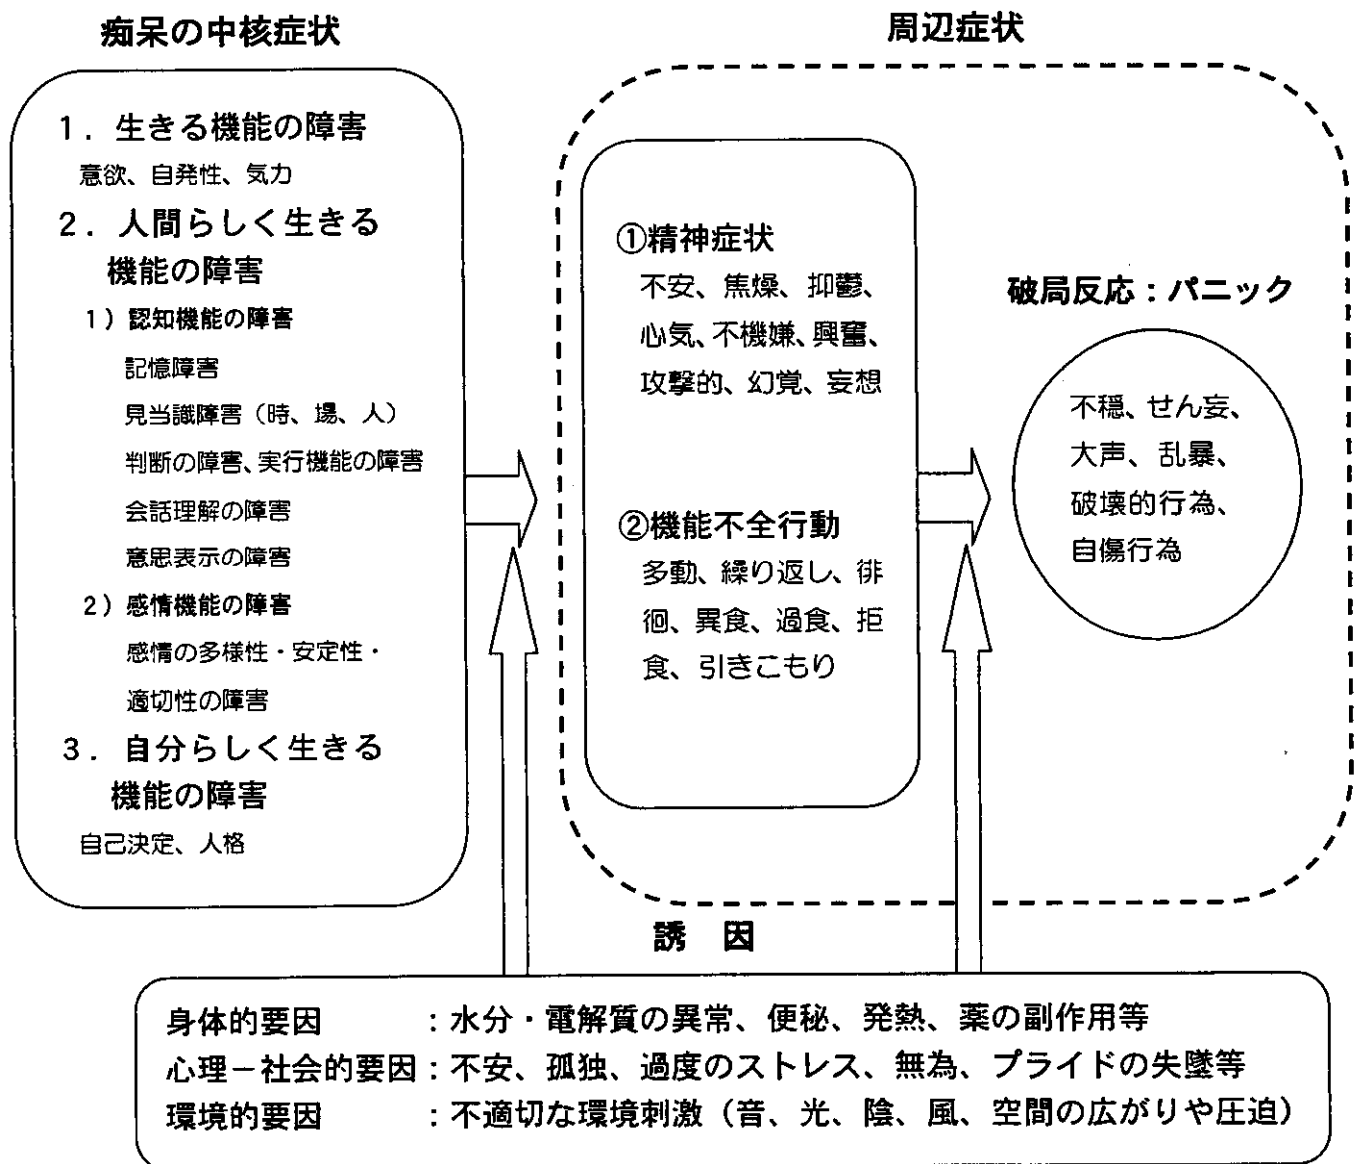 痴呆の中核症状
1．生きる機能の障害
意欲、自発性、気力
2．人間らしく生きる
機能の障害
1）認知機能の障害
記憶障害
見当識障害（時、場、人）
判断の障害、実行機能の障害
会話理解の障害
意思表示の障害
2）感情機能の障害
感情の多様性・安定性・
適切性の障害
3．自分らしく生きる
機能の障害
自己決定、人格
周辺症状
①精神症状
不安、焦燥、抑鬱、
心気、不機嫌、興奮、
攻撃的、幻覚、妄想
②機能不全行動
多動、繰り返し、徘
徊、異食、過食、拒
食、引きこもり
破局反応：パニック
不穏、せん妄、
大声、乱暴、
破壊的行為、
自傷行為
誘　因
身体的要因　　　：水分・電解質の異常、便秘、発熱、薬の副作用等
心理－社会的要因：不安、孤独、過度のストレス、無為、プライドの失墜等
環境的要因　　　：不適切な環境刺激（音、光、陰、風、空間の広がりや圧迫）